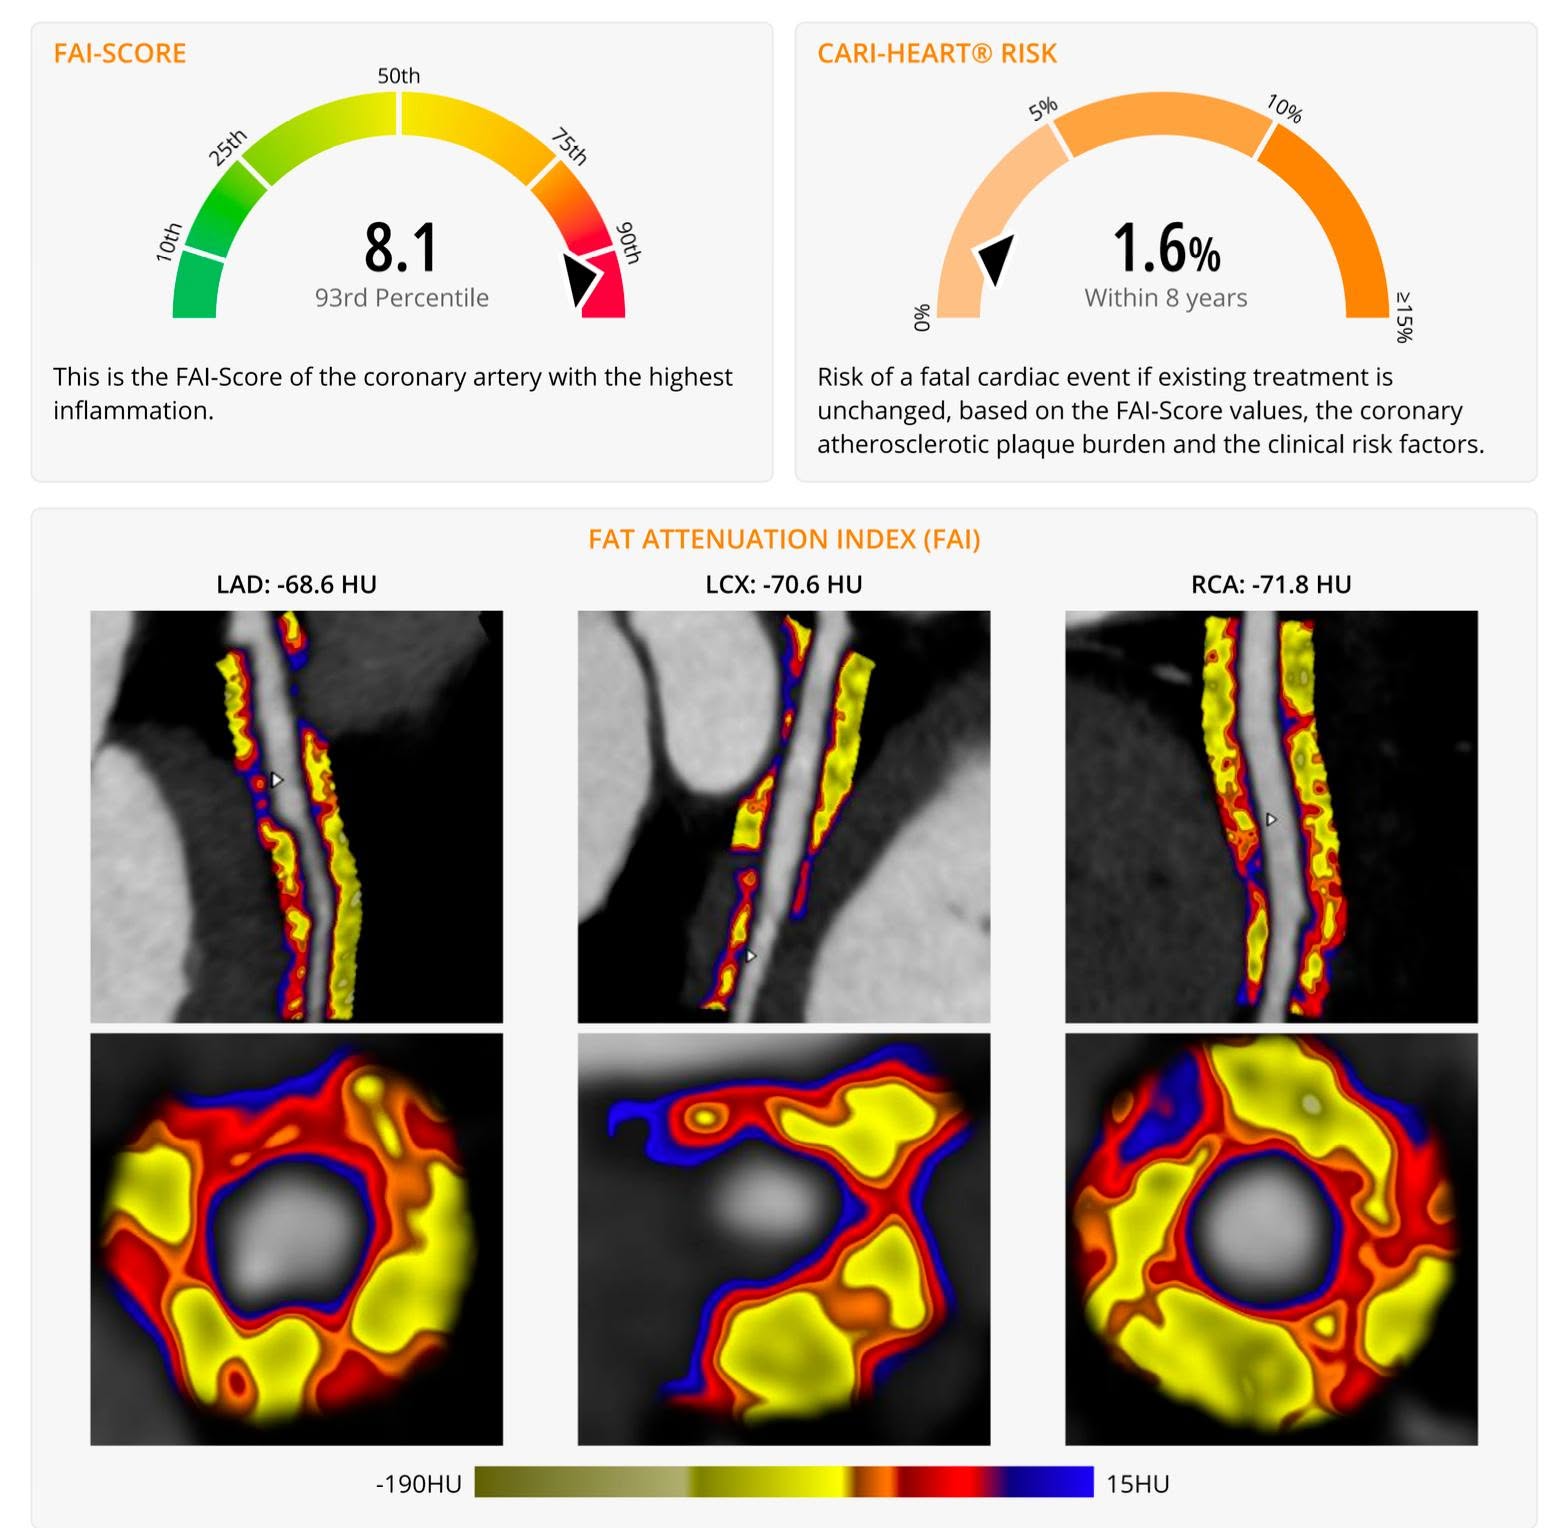 FAI-SCORE
10th
25th
50th
75th
90th
8.1
93rd Percentile
This is the FAI-Score of the coronary artery with the highest
inflammation.
CARI-HEART® RISK
0%
5%
10%
≥15%
1.6%
Within 8 years
Risk of a fatal cardiac event if existing treatment is
unchanged, based on the FAI-Score values, the coronary
atherosclerotic plaque burden and the clinical risk factors.
FAT ATTENUATION INDEX (FAI)
LAD: -68.6 HU
LCX: -70.6 HU
RCA: -71.8 HU
-190HU
15HU